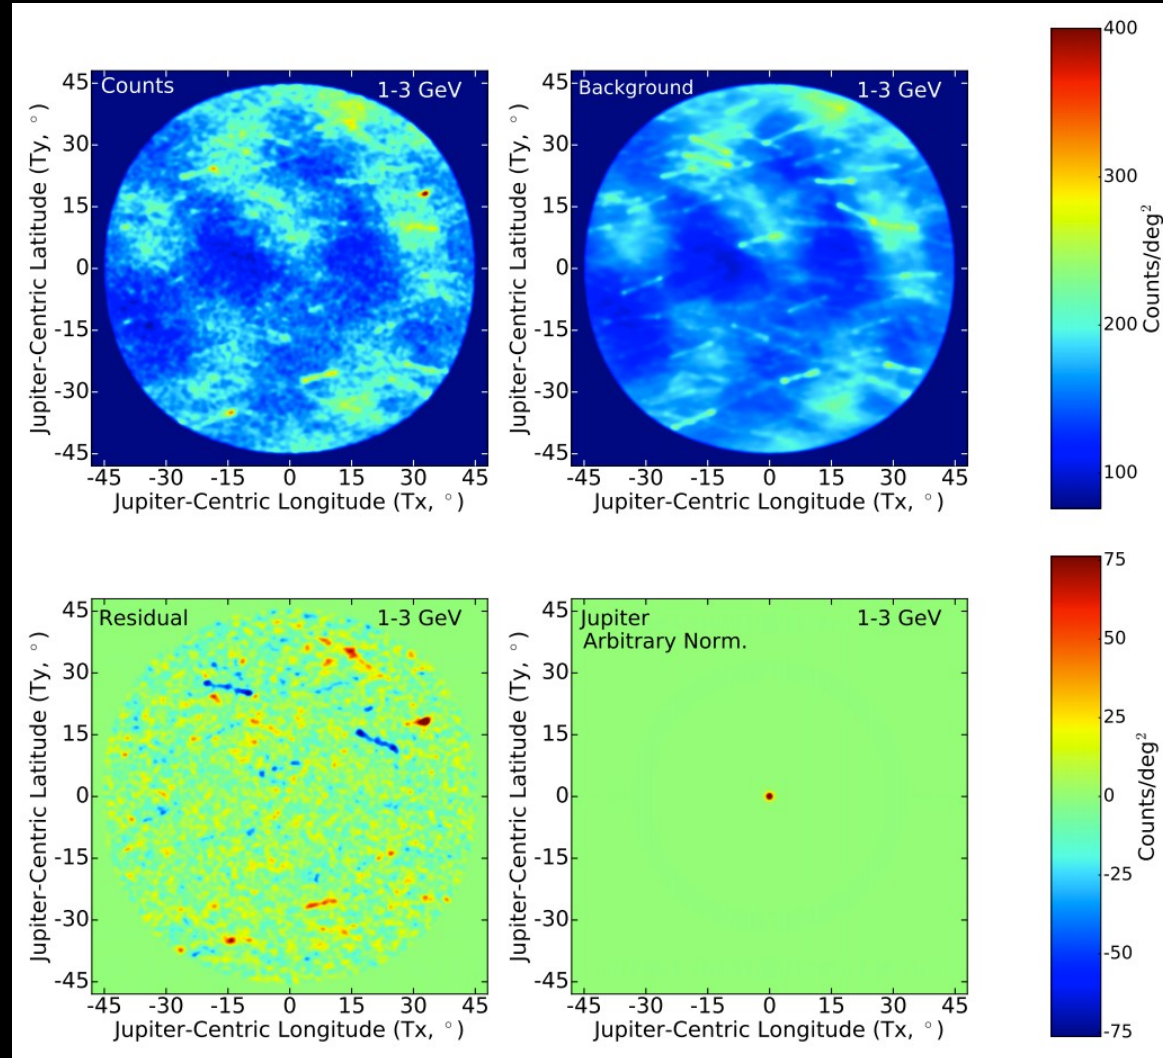 Counts
1-3 GeV
45
30
15
0
-15
-30
-45
-45 -30 -15 0 15 30 45
Jupiter-Centric Latitude (Ty, °)
Jupiter-Centric Longitude (Tx, °)
Background
1-3 GeV
45
30
15
0
-15
-30
-45
-45 -30 -15 0 15 30 45
Jupiter-Centric Latitude (Ty, °)
Jupiter-Centric Longitude (Tx, °)
400
300
200
100
Counts/deg²
Residual
1-3 GeV
45
30
15
0
-15
-30
-45
-45 -30 -15 0 15 30 45
Jupiter-Centric Latitude (Ty, °)
Jupiter-Centric Longitude (Tx, °)
Jupiter
Arbitrary Norm.
1-3 GeV
45
30
15
0
-15
-30
-45
-45 -30 -15 0 15 30 45
Jupiter-Centric Latitude (Ty, °)
Jupiter-Centric Longitude (Tx, °)
75
50
25
0
-25
-50
-75
Counts/deg²